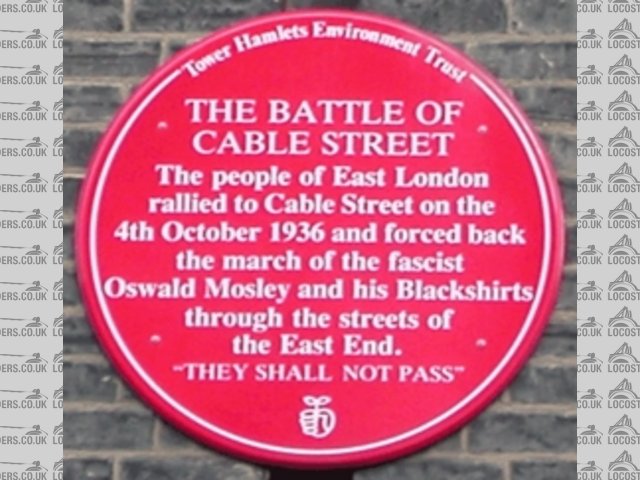 Tower Hamlets Environment Trust
THE BATTLE OF
CABLE STREET
The people of East London
rallied to Cable Street on the
4th October 1936 and forced back
the march of the fascist
Oswald Mosley and his Blackshirts
through the streets of
the East End.
"THEY SHALL NOT PASS"